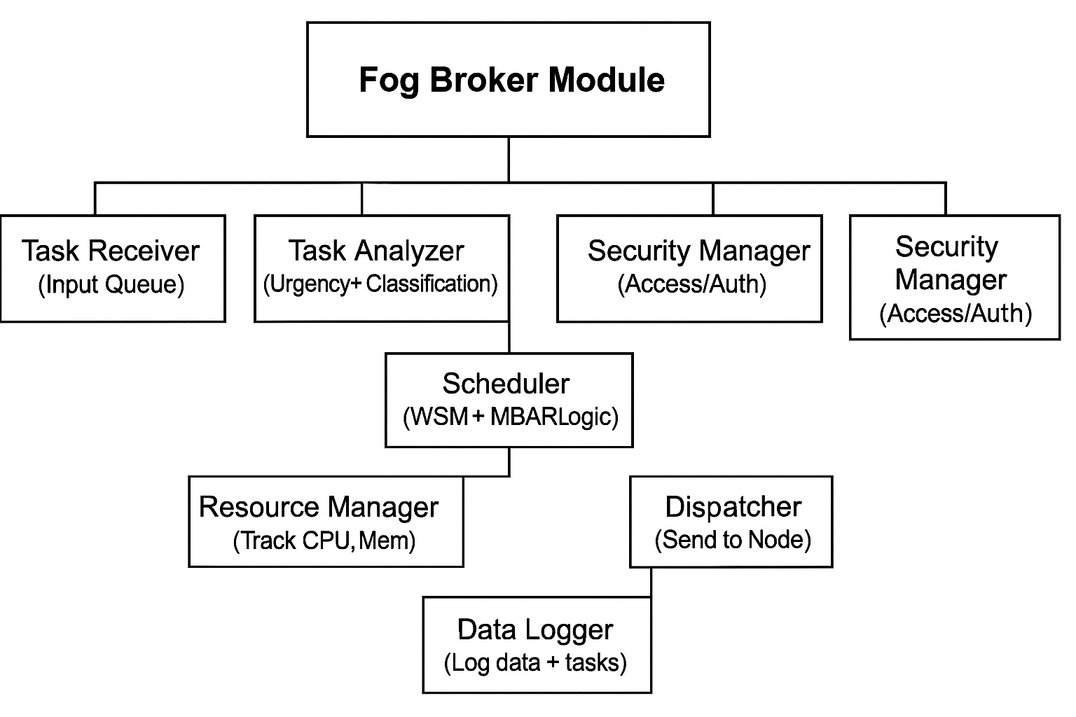 Fog Broker Module
Task Receiver
(Input Queue)
Task Analyzer
(Urgency+ Classification)
Security Manager
(Access/Auth)
Security
Manager
(Access/Auth)
Scheduler
(WSM + MBARLogic)
Resource Manager
(Track CPU, Mem)
Dispatcher
(Send to Node)
Data Logger
(Log data + tasks)